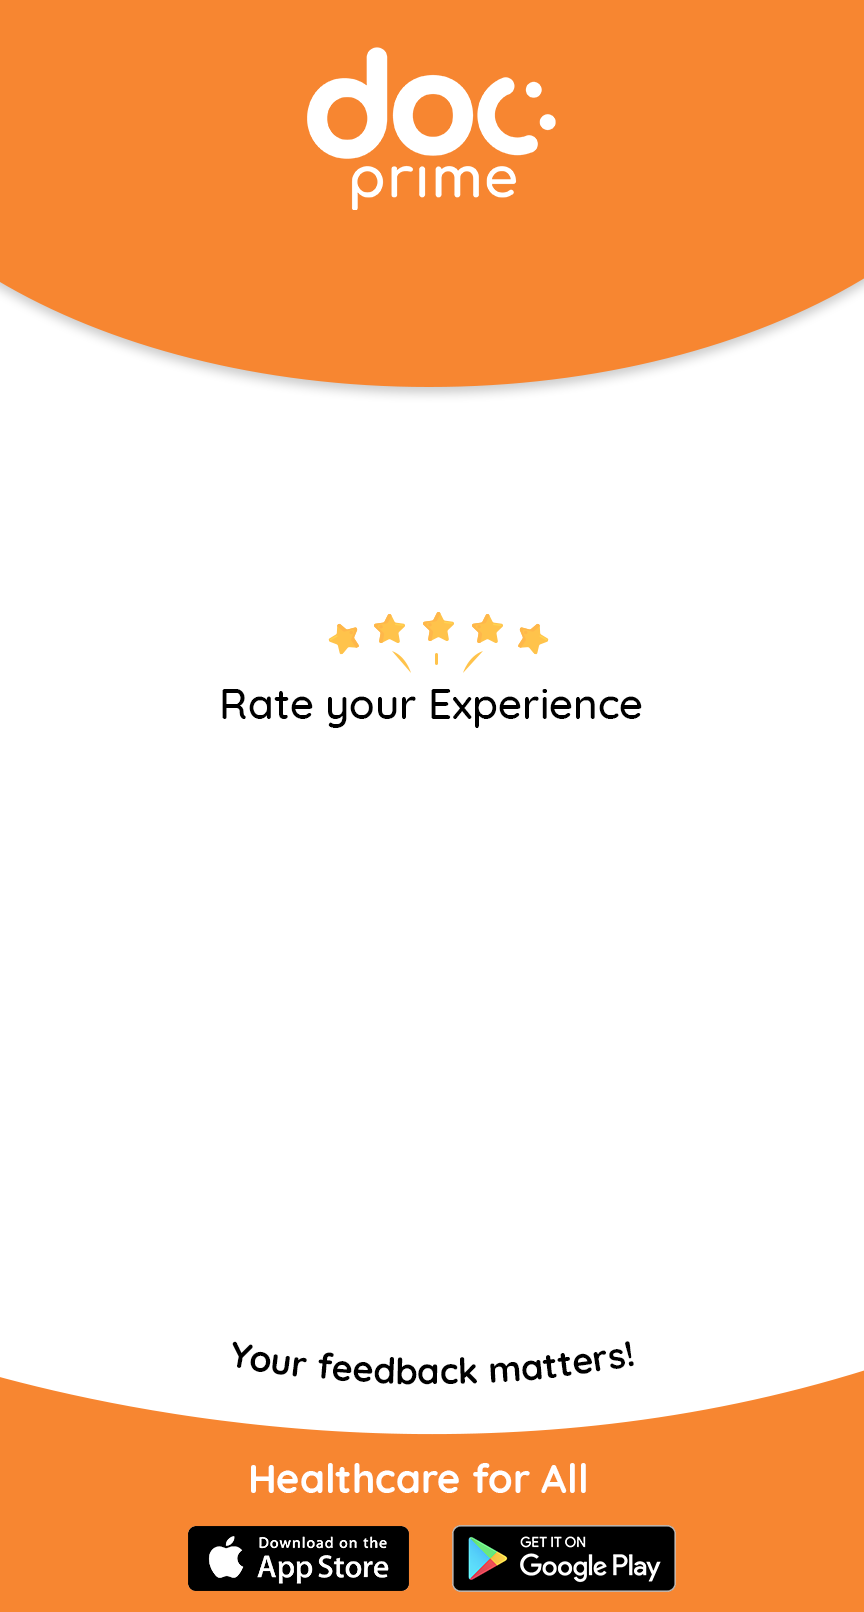 doc
prime
Rate your Experience
Your feedback matters!
Healthcare for All
Download on the
App Store
GET IT ON
Google Play